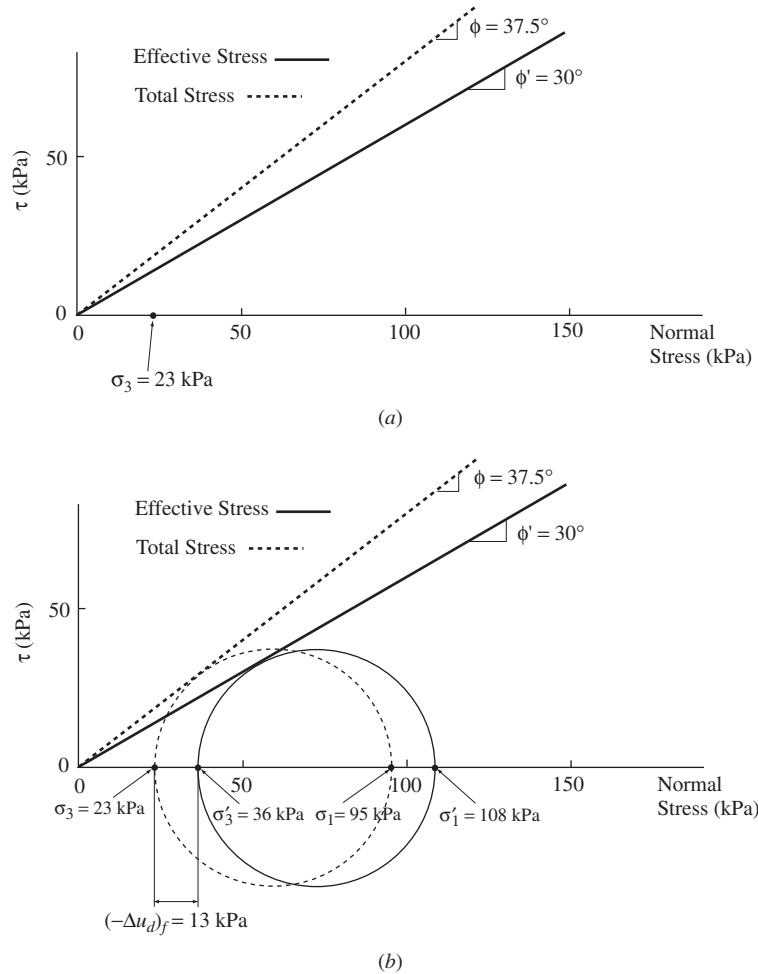 ϕ = 37.5°
Effective Stress
ϕ' = 30°
Total Stress
50
τ (kPa)
0
0
50
100
150
Normal
Stress (kPa)
σ3 = 23 kPa
(a)
ϕ = 37.5°
Effective Stress
ϕ' = 30°
Total Stress
50
τ (kPa)
0
0
50
100
150
Normal
Stress (kPa)
σ3 = 23 kPa
σ'3 = 36 kPa
σ1 = 95 kPa
σ'1 = 108 kPa
(−Δud)f = 13 kPa
(b)